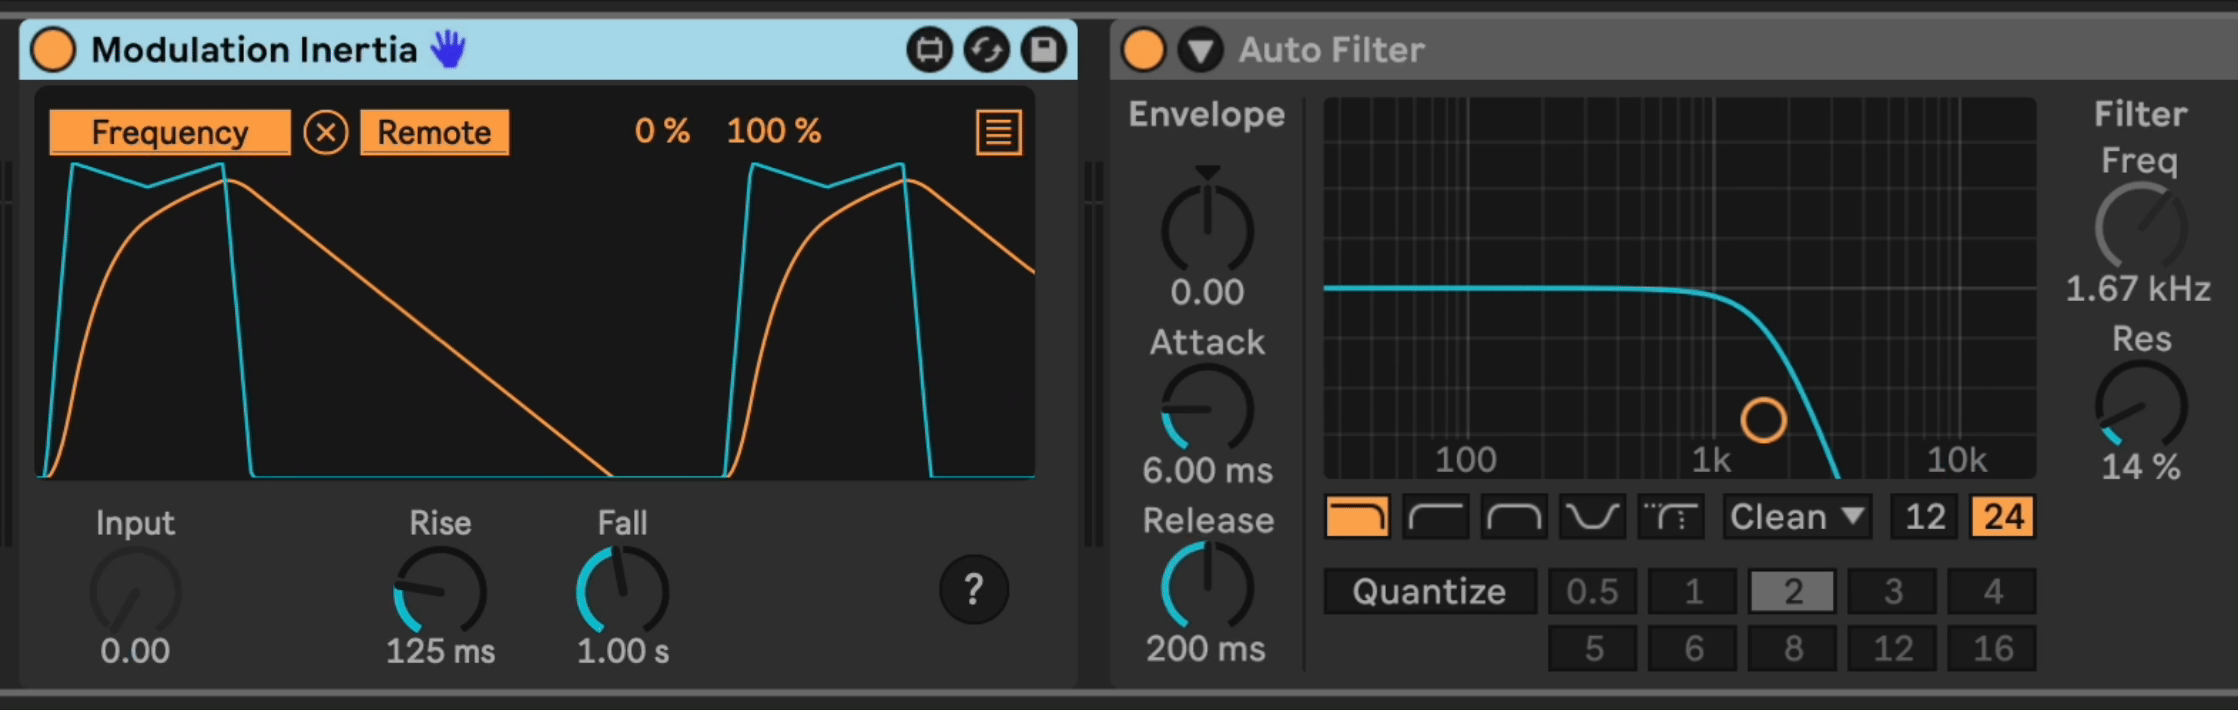 Modulation Inertia
Frequency Remote 0 % 100 %
Input Rise Fall
0.00 125 ms 1.00 s
?
Auto Filter
Envelope
0.00
Attack
6.00 ms
Release
200 ms
100 1k 10k
Clean 12 24
Quantize 0.5 1 2 3 4
5 6 8 12 16
Filter
Freq
1.67 kHz
Res
14 %